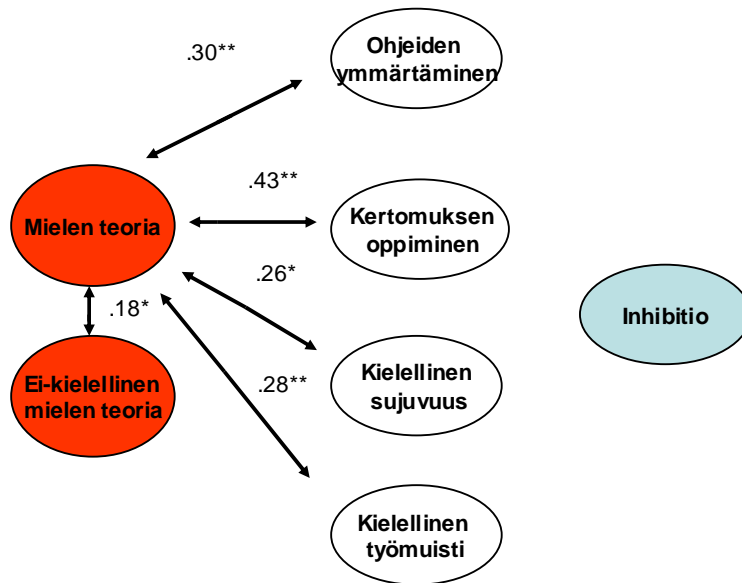 .30**
Ohjeiden
ymmärtäminen
.43**
Mielen teoria
Kertomuksen
oppiminen
.26*
.18*
Inhibitio
Ei-kielellinen
mielen teoria
.28**
Kielellinen
sujuvuus
Kielellinen
työmuisti